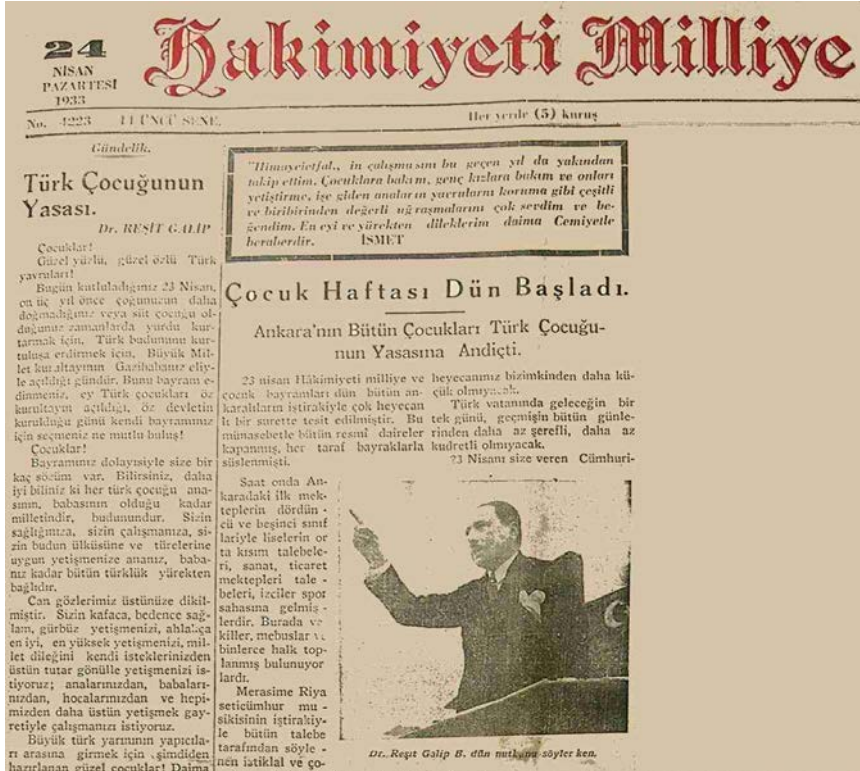 24
NİSAN
PAZARTESİ
1933
Hakimiyeti Milliye
No. 4223 14 ÜNCÜ SENE. Her yerde (5) kuruş
Gündelik.
Türk Çocuğunun
Yasası.
Dr. REŞİT GALİP
Çocuklar!
Güzel yüzlü, güzel özlü Türk
yavruları!
Bugün kutluladığınız 23 Nisan,
on üç yıl önce çoğunuzun daha
doğmadığınız veya süt çocuğu ol-
duğunuz zamanlarda yurdu kur-
tarmak için, Türk budununu kur-
tuluşa erdirmek için, Büyük Mil-
let kurultayının Gazibabanız eliy-
le açıldığı gündür. Bunu bayram e-
dinmeniz, ey Türk çocukları öz
kurultayın açıldığı, öz devletin
kurulduğu günü kendi bayramınız
için seçmeniz ne mutlu buluş!
Çocuklar!
Bayramınız dolayısiyle size bir
kaç sözüm var. Bilirsiniz, daha
iyi biliniz ki her türk çocuğu ana-
sının, babasının olduğu kadar
milletindir, budunundur. Sizin
sağlığınıza, sizin çalışmanıza, si-
zin budun ülküsüne ve türelerine
uygun yetişmenize ananız, baba-
nız kadar bütün türklük yürekten
bağlıdır.
Can gözlerimiz üstünüze dikil-
miştir. Sizin kafaca, bedence sağ-
lam, gürbüz yetişmenizi, ahlakça
en iyi, en yüksek yetişmenizi, mil-
let dileğini kendi isteklerinizden
üstün tutar gönülle yetişmenizi is-
tiyoruz; analarınızdan, babaları-
nızdan, hocalarınızdan ve hepi-
mizden daha üstün yetişmek gay-
retiyle çalışmanızı istiyoruz.
Büyük türk yarınının yapıcıla-
rı arasına girmek için şimdiden
hazırlanan güzel çocuklar! Daima
"Himayeietfal,, in çalışmasını bu geçen yıl da yakından
takip ettim. Çocuklara bakım, genç kızlara bakım ve onları
yetiştirme, işe giden anaların yavrularnı koruma gibi çeşitli
ve biribirinden değerli uğraşmalarını çok sevdim ve be-
ğendim. En eyi ve yürekten dileklerim daima Cemiyetle
beraberdir. İSMET
Çocuk Haftası Dün Başladı.
Ankara'nın Bütün Çocukları Türk Çocuğu-
nun Yasasına Andiçti.
23 nisan Hâkimiyeti milliye ve
çocuk bayramları dün bütün an-
karalıların iştirakiyle çok heyecan
lı bir surette tesit edilmiştir. Bu
münasebetle bütün resmî daireler
kapanmış, her taraf bayraklarla
süslenmişti.
Saat onda An-
karadaki ilk mek-
teplerin dördün -
cü ve beşinci sınıf
lariyle liselerin or
ta kısım talebele-
ri, sanat, ticaret
mektepleri tale -
beleri, izciler spor
sahasına gelmiş -
lerdir. Burada ve
killer, mebuslar ve
binlerce halk top-
lanmış bulunuyor
lardı.
Merasime Riya
seticümhur mu -
sikisinin iştirakiy-
le bütün talebe
tarafından söyle -
nen istiklal ve ço-
heyecanınız bizimkinden daha kü-
çük olmıyacak.
Türk vatanında geleceğin bir
tek günü, geçmişin bütün günle-
rinden daha az şerefli, daha az
kudretli olmıyacak.
23 Nisanı size veren Cümhuri-
Dr. Reşit Galip B. dün nutkunu söyler ken.